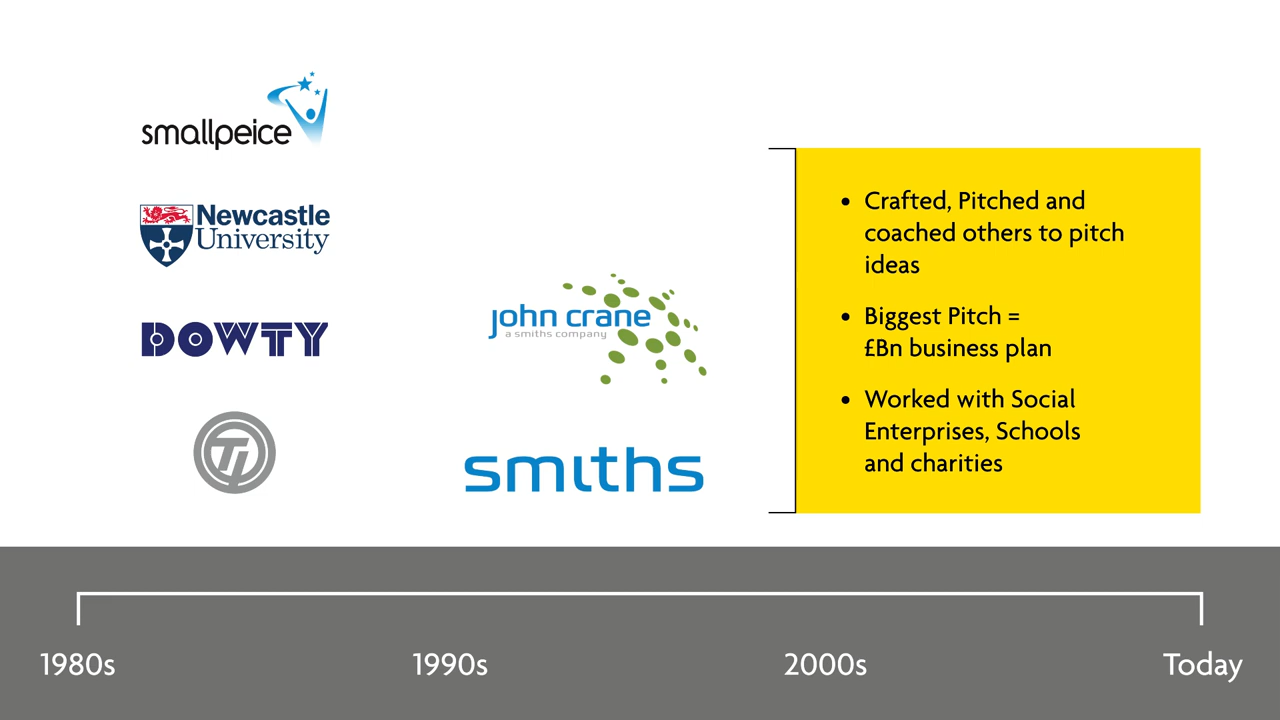 smallpeice
Newcastle
University
DOWTY
TI
john crane
a smiths company
smiths
• Crafted, Pitched and
coached others to pitch
ideas
• Biggest Pitch =
£Bn business plan
• Worked with Social
Enterprises, Schools
and charities
1980s
1990s
2000s
Today